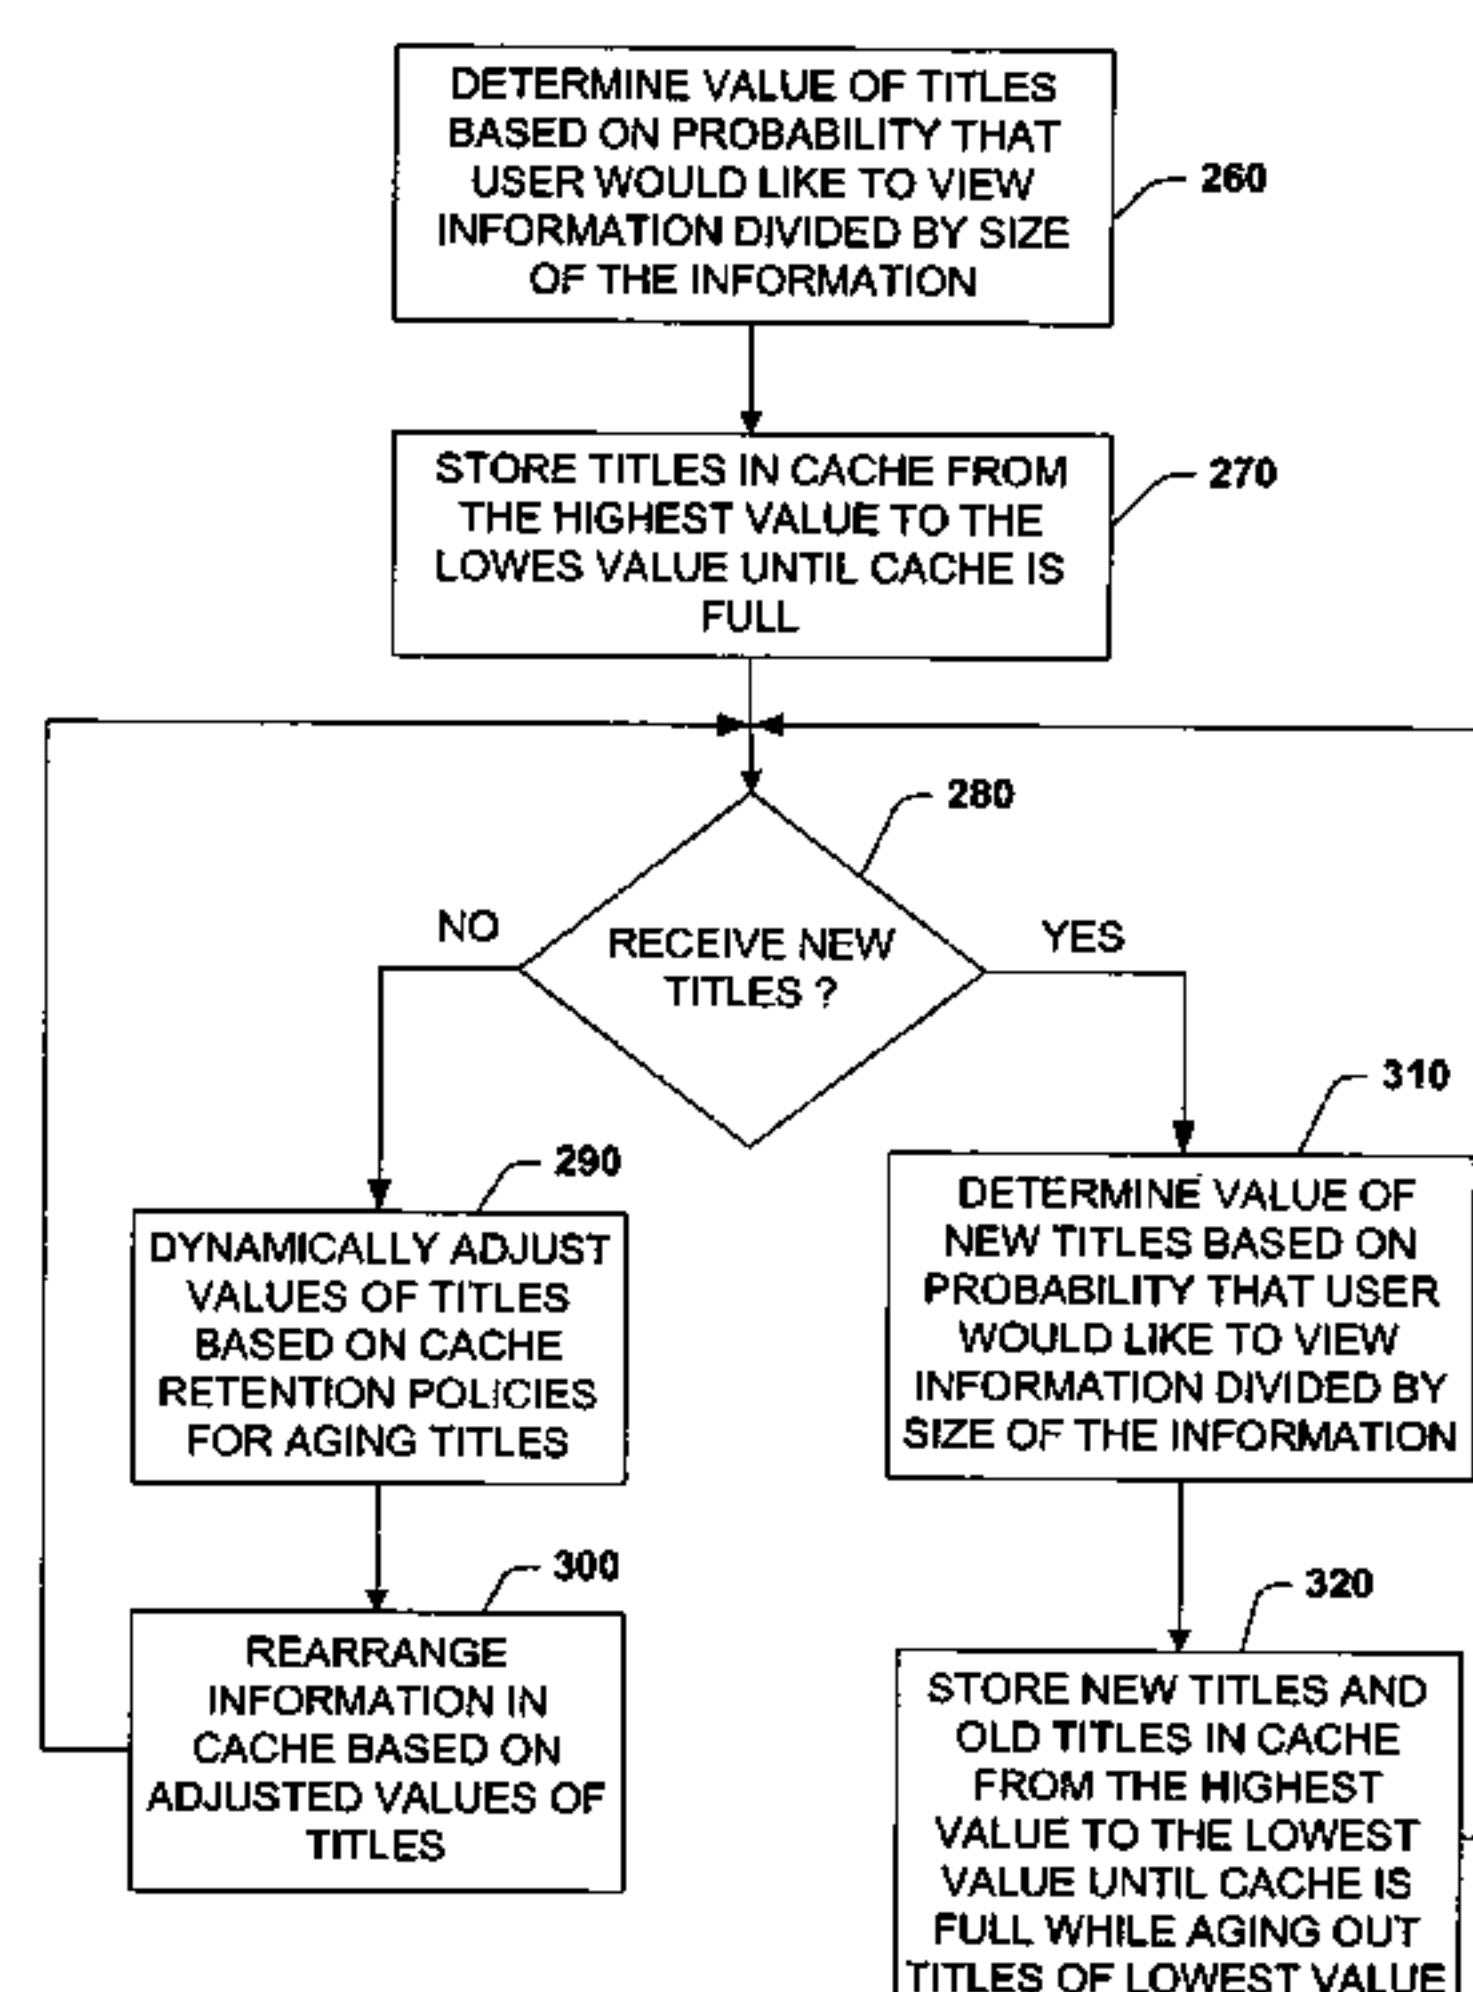 DETERMINE VALUE OF TITLES
BASED ON PROBABILITY THAT
USER WOULD LIKE TO VIEW
INFORMATION DIVIDED BY SIZE
OF THE INFORMATION
260
STORE TITLES IN CACHE FROM
THE HIGHEST VALUE TO THE
LOWES VALUE UNTIL CACHE IS
FULL
270
280
NO
RECEIVE NEW
TITLES ?
YES
290
DYNAMICALLY ADJUST
VALUES OF TITLES
BASED ON CACHE
RETENTION POLICIES
FOR AGING TITLES
310
DETERMINE VALUE OF
NEW TITLES BASED ON
PROBABILITY THAT USER
WOULD LIKE TO VIEW
INFORMATION DIVIDED BY
SIZE OF THE INFORMATION
300
REARRANGE
INFORMATION IN
CACHE BASED ON
ADJUSTED VALUES OF
TITLES
320
STORE NEW TITLES AND
OLD TITLES IN CACHE
FROM THE HIGHEST
VALUE TO THE LOWEST
VALUE UNTIL CACHE IS
FULL WHILE AGING OUT
TITLES OF LOWEST VALUE